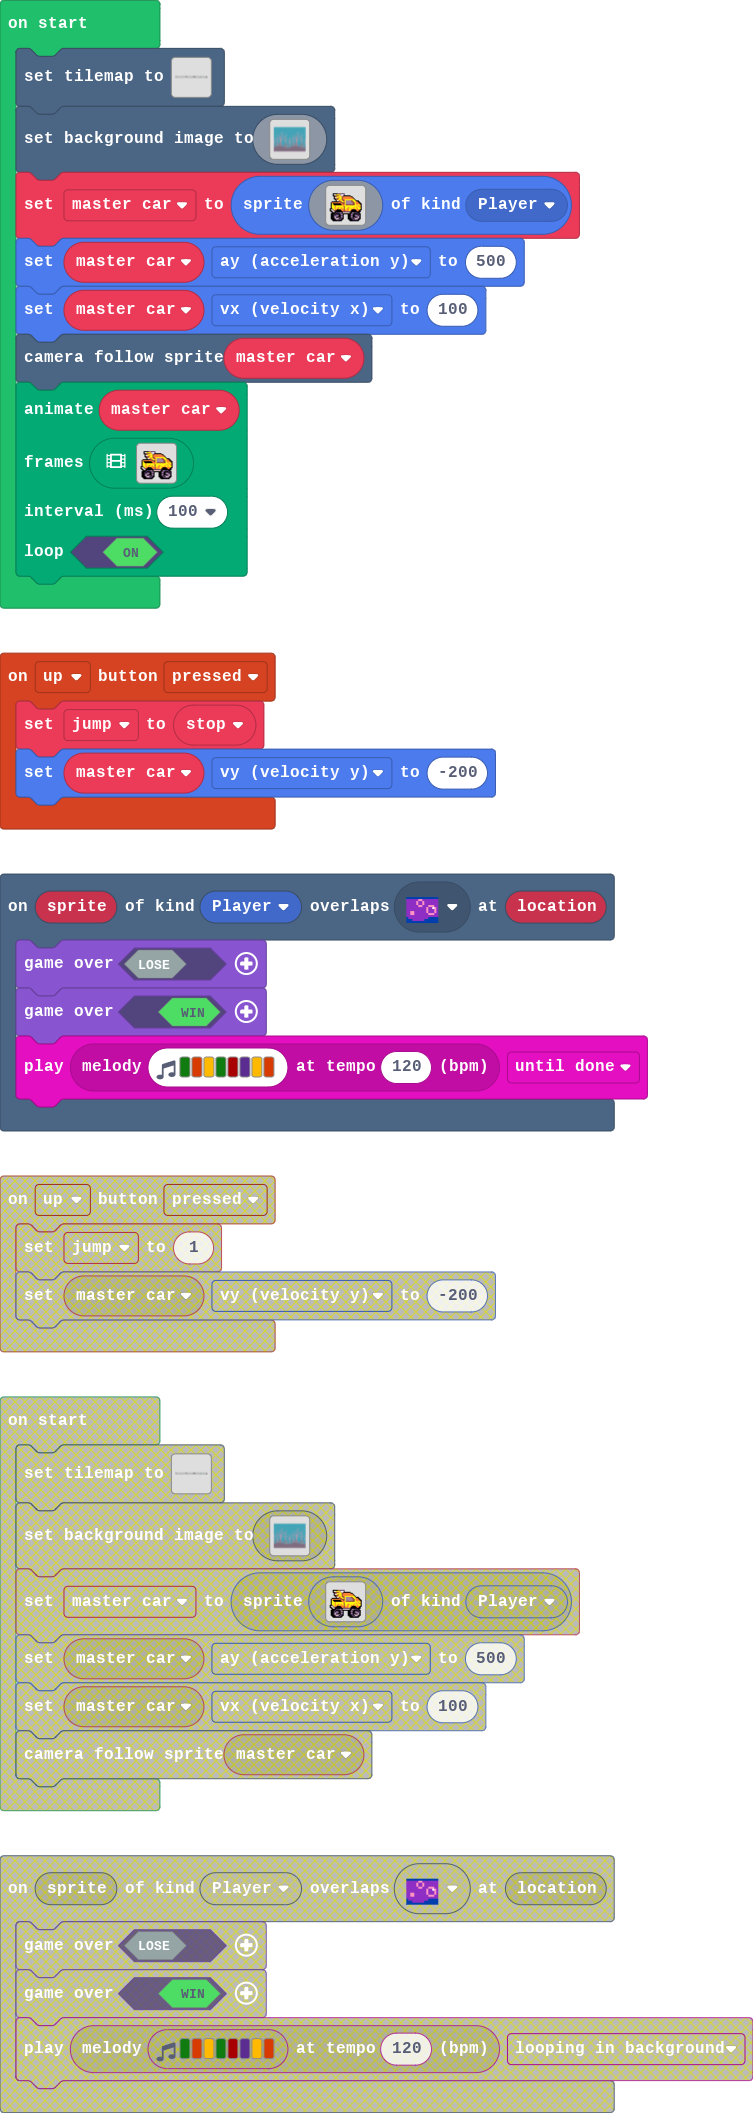 on start
set tilemap to
set background image to
set master car to sprite of kind Player
set master car ay (acceleration y) to 500
set master car vx (velocity x) to 100
camera follow sprite master car
animate master car
frames
interval (ms) 100
loop ON
on up button pressed
set jump to stop
set master car vy (velocity y) to -200
on sprite of kind Player overlaps at location
game over LOSE
game over WIN
play melody at tempo 120 (bpm) until done
on up button pressed
set jump to 1
set master car vy (velocity y) to -200
on start
set tilemap to
set background image to
set master car to sprite of kind Player
set master car ay (acceleration y) to 500
set master car vx (velocity x) to 100
camera follow sprite master car
on sprite of kind Player overlaps at location
game over LOSE
game over WIN
play melody at tempo 120 (bpm) looping in background